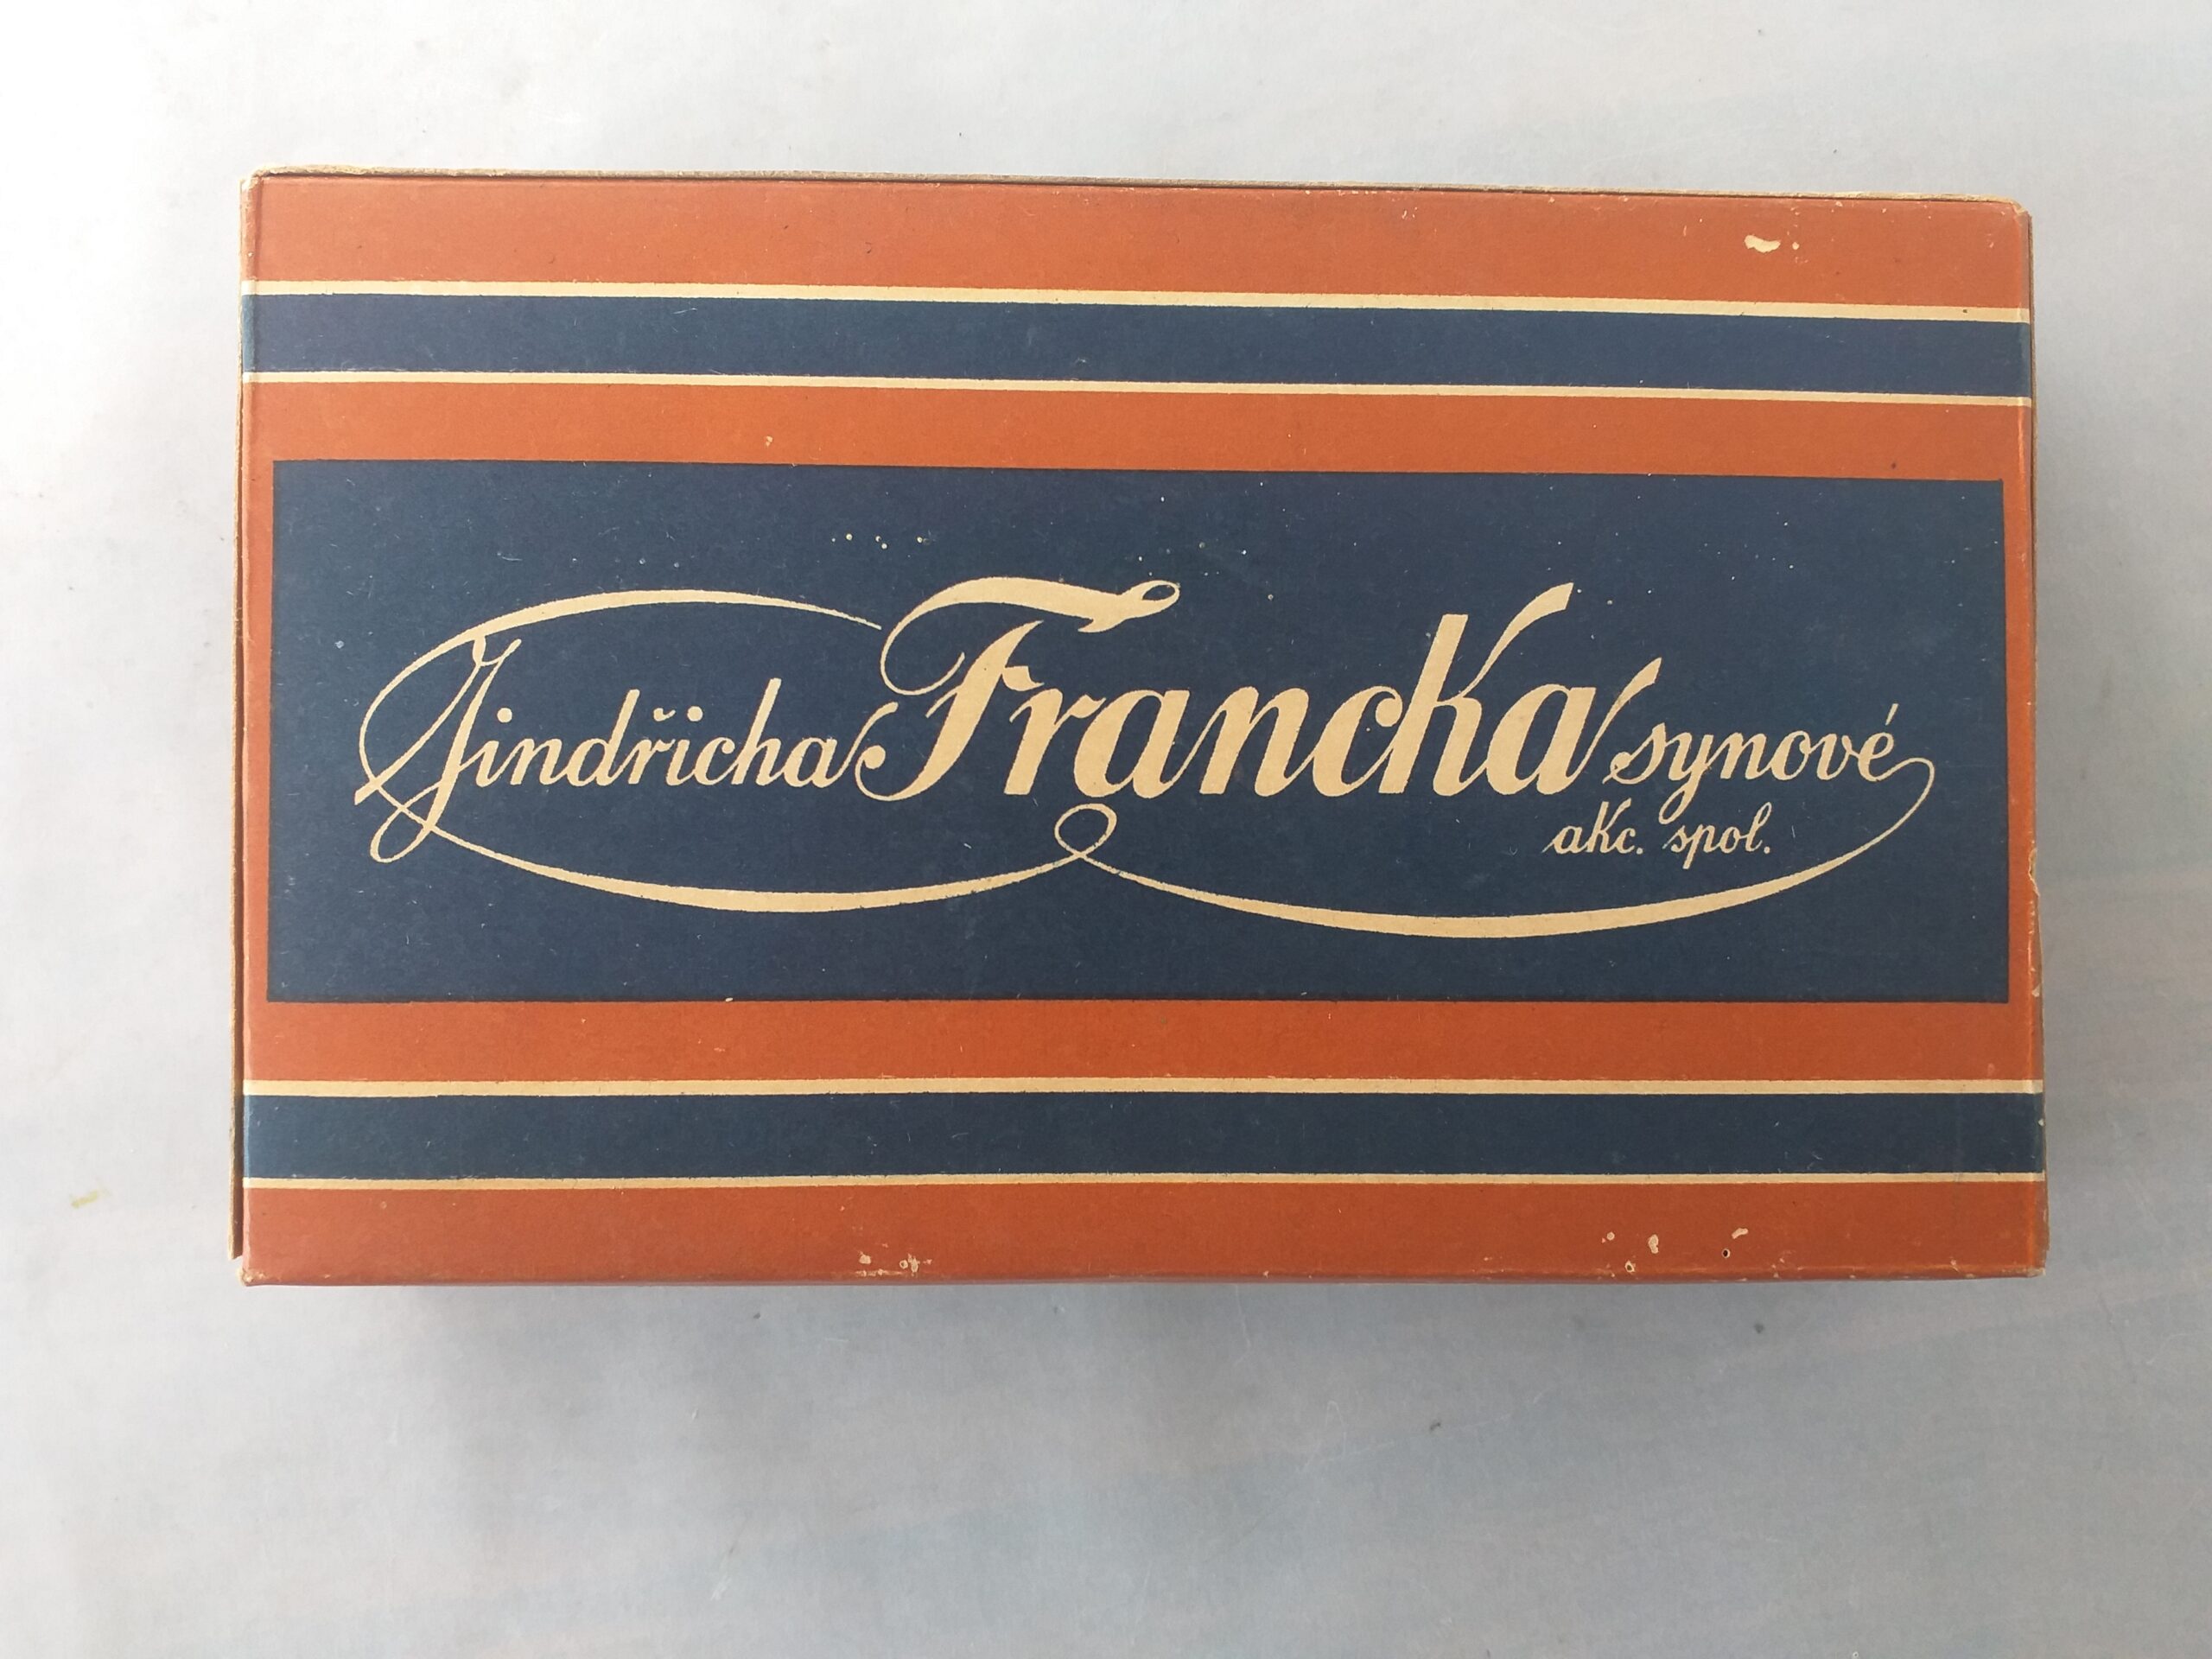 Jindřicha Francka synové
akc. spol.